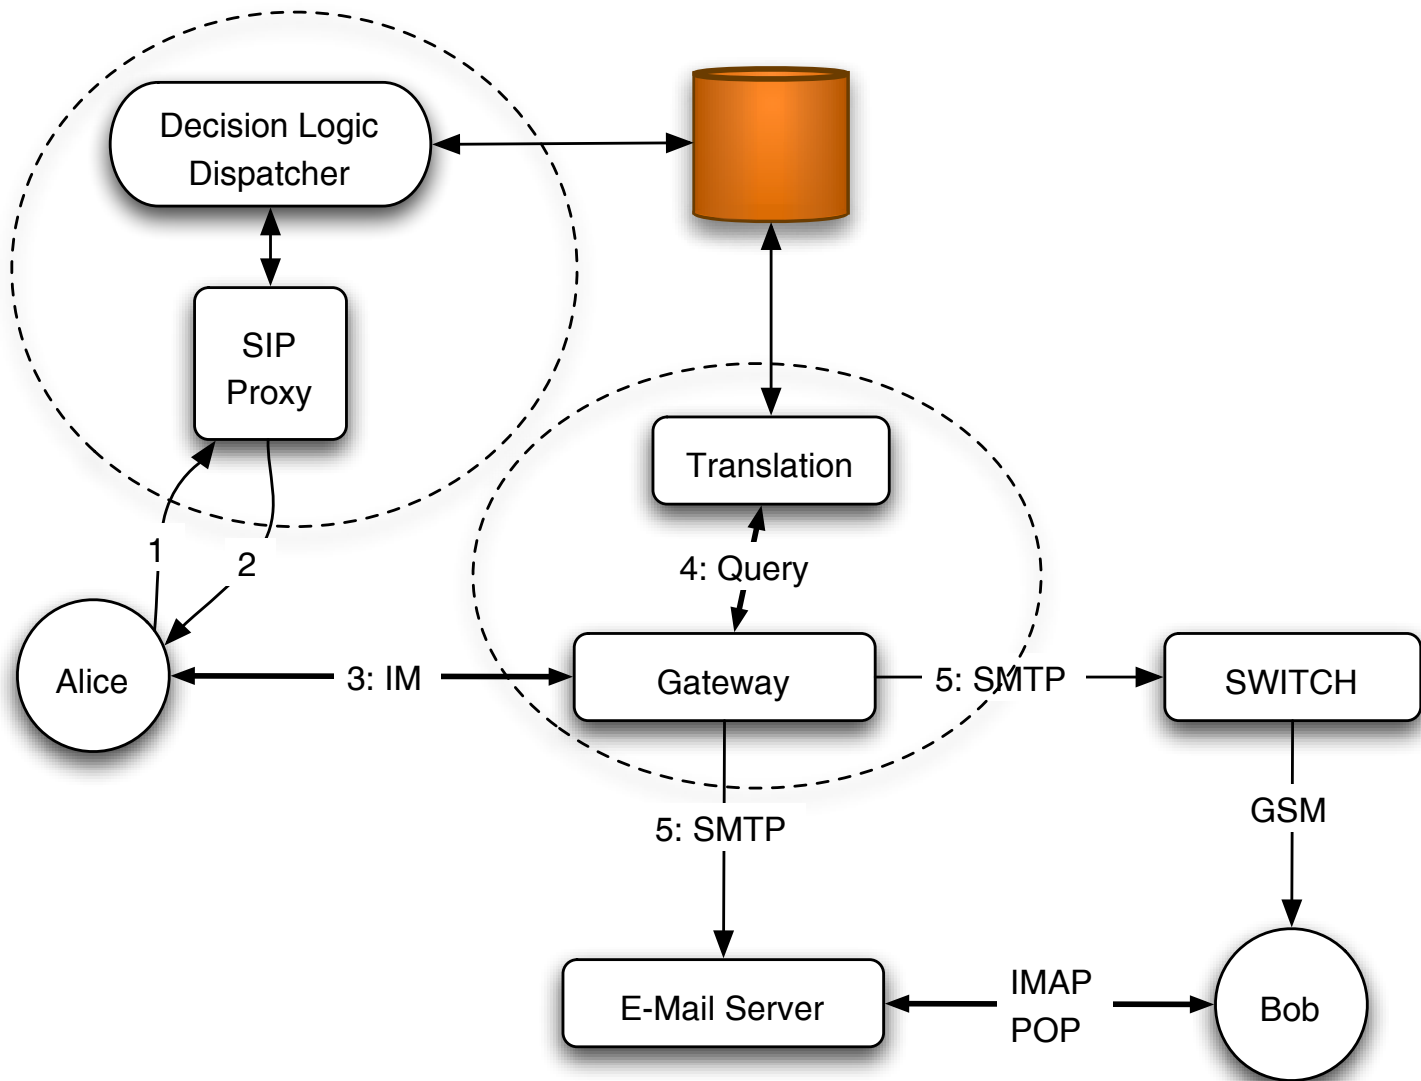 Decision Logic
Dispatcher
SIP
Proxy
Translation
1
2
4: Query
Alice
3: IM
Gateway
5: SMTP
SWITCH
5: SMTP
GSM
E-Mail Server
IMAP
POP
Bob